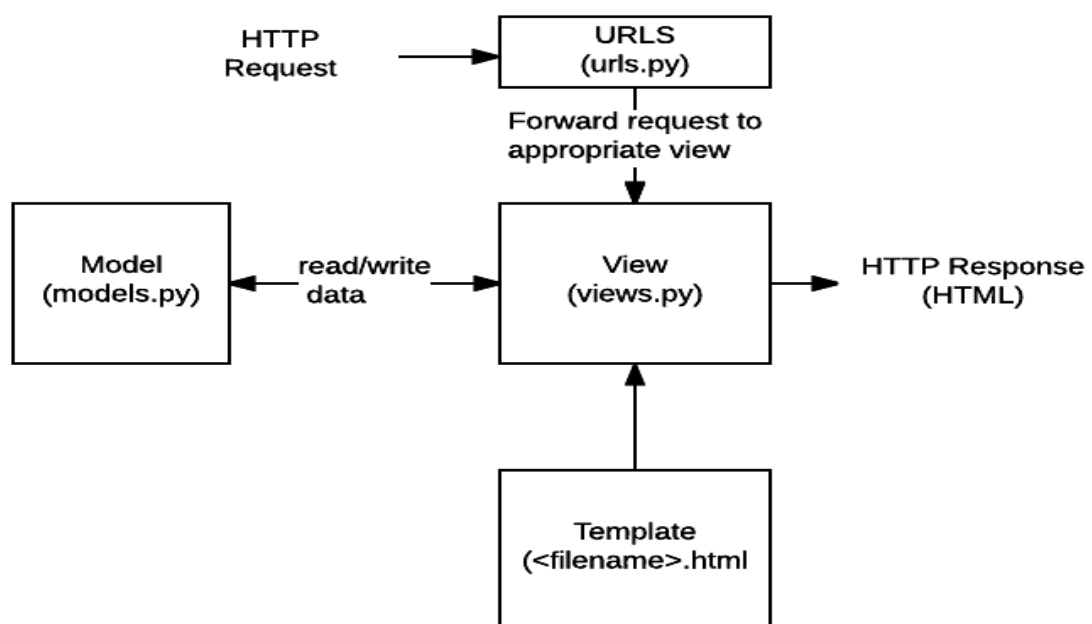 HTTP
Request
URLS
(urls.py)
Forward request to
appropriate view
Model
(models.py)
read/write
data
View
(views.py)
HTTP Response
(HTML)
Template
(<filename>.html